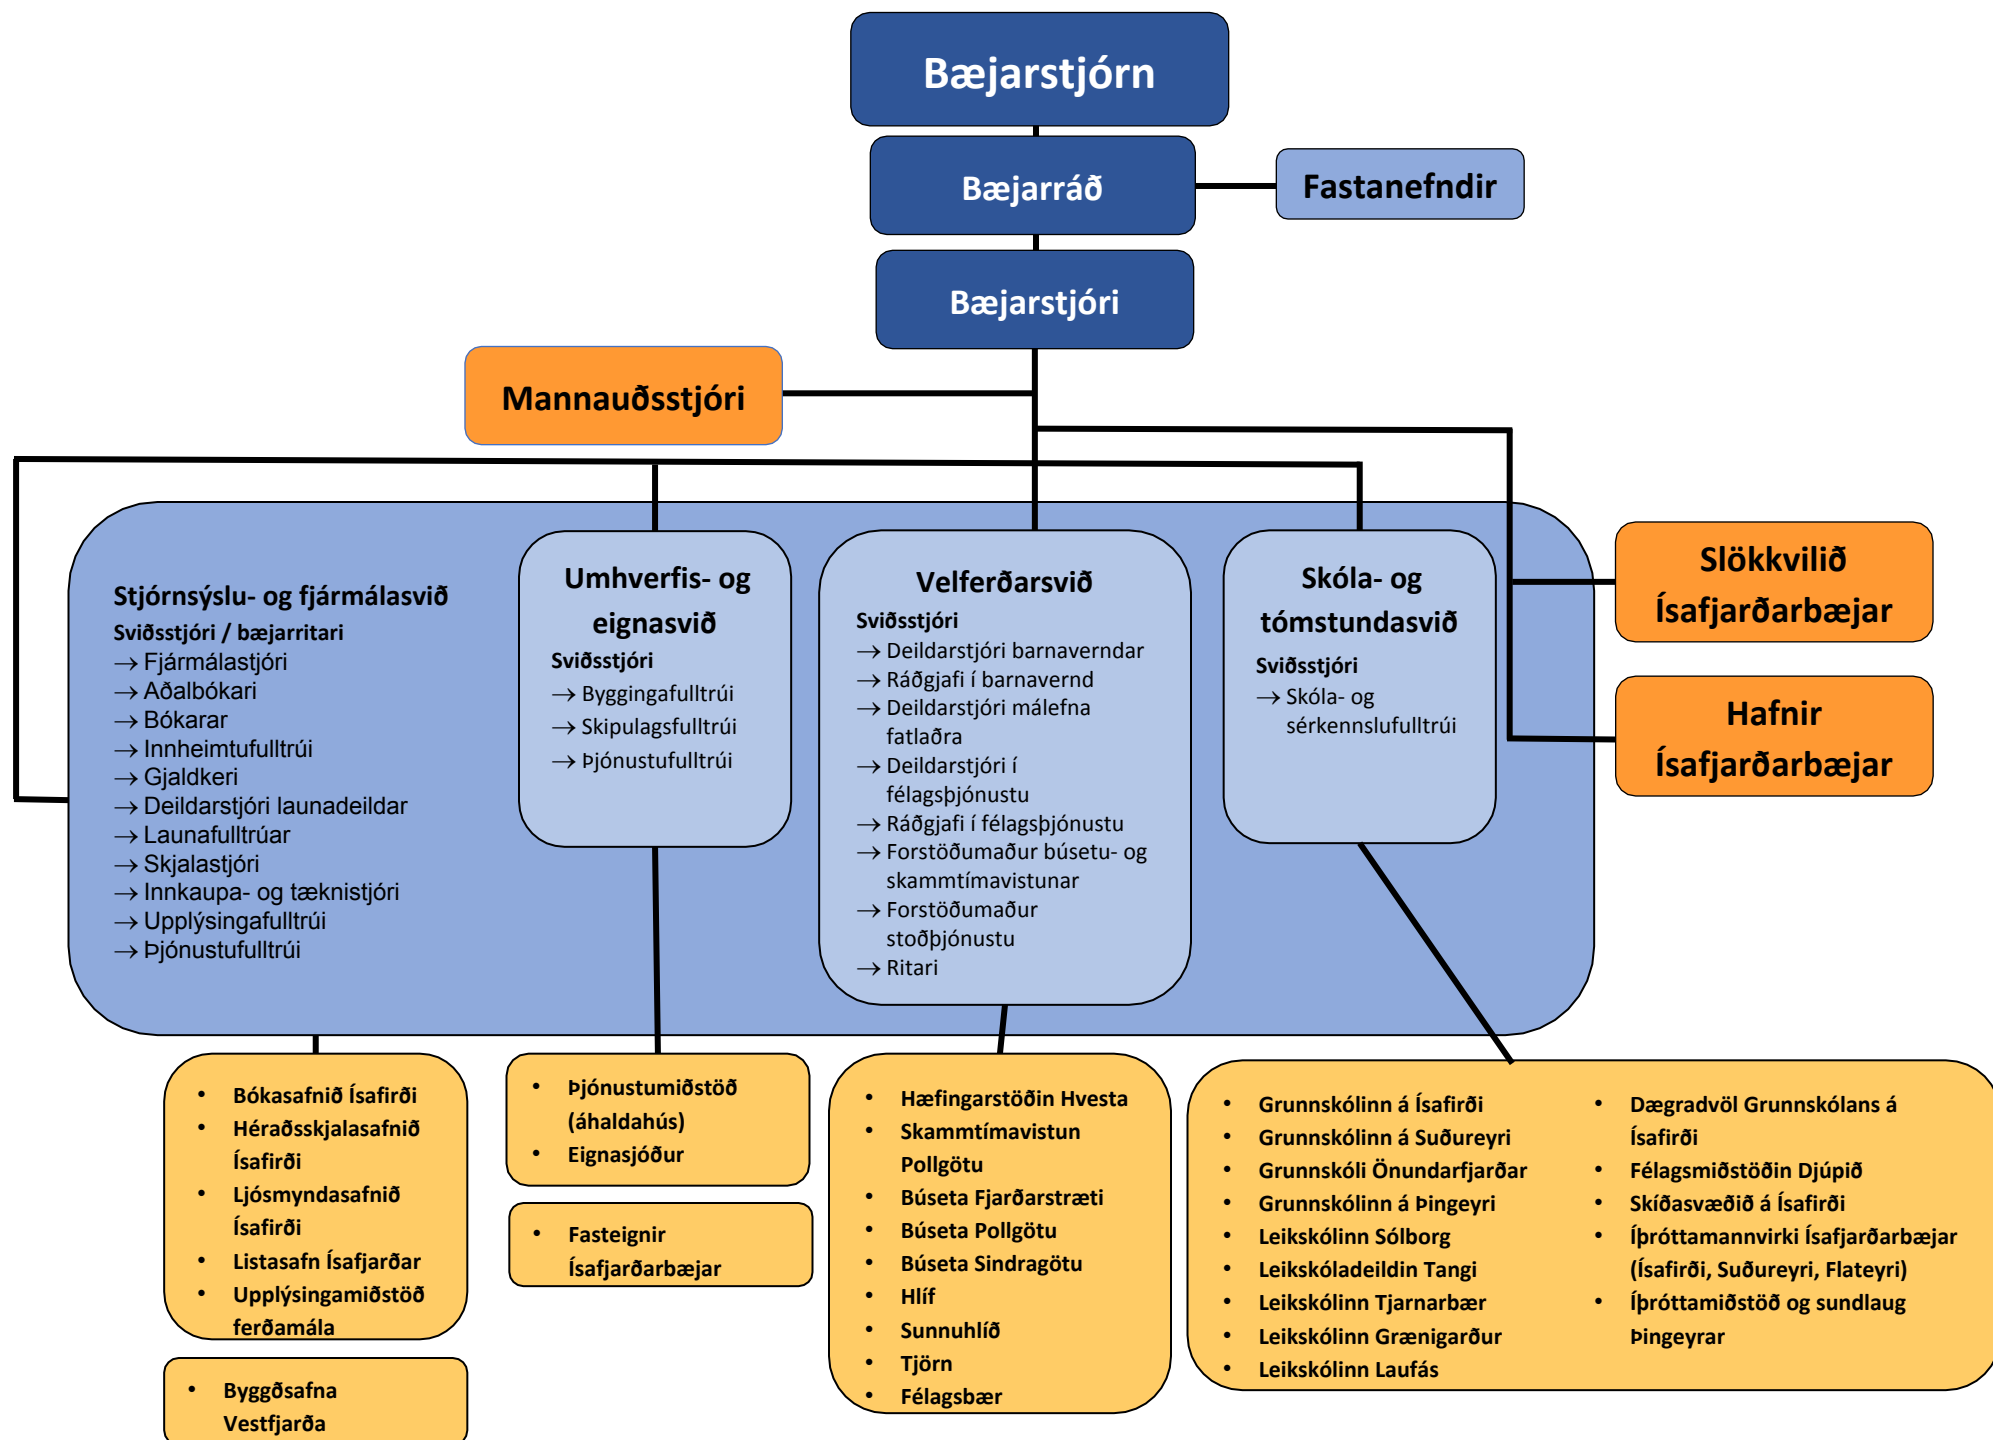 Bæjarstjórn
Bæjarráð
Fastanefndir
Bæjarstjóri
Mannauðsstjóri
Stjórnsýslu- og fjármálasvið
Sviðsstjóri / bæjarritari
→ Fjármálastjóri
→ Aðalbókari
→ Bókarar
→ Innheimtufulltrúi
→ Gjaldkeri
→ Deildarstjóri launadeildar
→ Launafulltrúar
→ Skjalastjóri
→ Innkaupa- og tæknistjóri
→ Upplýsingafulltrúi
→ Þjónustufulltrúi
Umhverfis- og
eignasvið
Sviðsstjóri
→ Byggingafulltrúi
→ Skipulagsfulltrúi
→ Þjónustufulltrúi
Velferðarsvið
Sviðsstjóri
→ Deildarstjóri barnaverndar
→ Ráðgjafi í barnavernd
→ Deildarstjóri málefna
fatlaðra
→ Deildarstjóri í
félagsþjónustu
→ Ráðgjafi í félagsþjónustu
→ Forstöðumaður búsetu- og
skammtímavistunar
→ Forstöðumaður
stoðþjónustu
→ Ritari
Skóla- og
tómstundasvið
Sviðsstjóri
→ Skóla- og
sérkennslufulltrúi
Slökkvilið
Ísafjarðarbæjar
Hafnir
Ísafjarðarbæjar
• Bókasafnið Ísafirði
• Héraðsskjalasafnið
Ísafirði
• Ljósmyndasafnið
Ísafirði
• Listasafn Ísafjarðar
• Upplýsingamiðstöð
ferðamála
• Byggðsafna
Vestfjarða
• Þjónustumiðstöð
(áhaldahús)
• Eignasjóður
• Fasteignir
Ísafjarðarbæjar
• Hæfingarstöðin Hvesta
• Skammtímavistun
Pollgötu
• Búseta Fjarðarstræti
• Búseta Pollgötu
• Búseta Sindragötu
• Hlíf
• Sunnuhlíð
• Tjörn
• Félagsbær
• Grunnskólinn á Ísafirði
• Grunnskólinn á Suðureyri
• Grunnskóli Önundarfjarðar
• Grunnskólinn á Þingeyri
• Leikskólinn Sólborg
• Leikskóladeildin Tangi
• Leikskólinn Tjarnarbær
• Leikskólinn Grænigarður
• Leikskólinn Laufás
• Dægradvöl Grunnskólans á
Ísafirði
• Félagsmiðstöðin Djúpið
• Skíðasvæðið á Ísafirði
• Íþróttamannvirki Ísafjarðarbæjar
(Ísafirði, Suðureyri, Flateyri)
• Íþróttamiðstöð og sundlaug
Þingeyrar